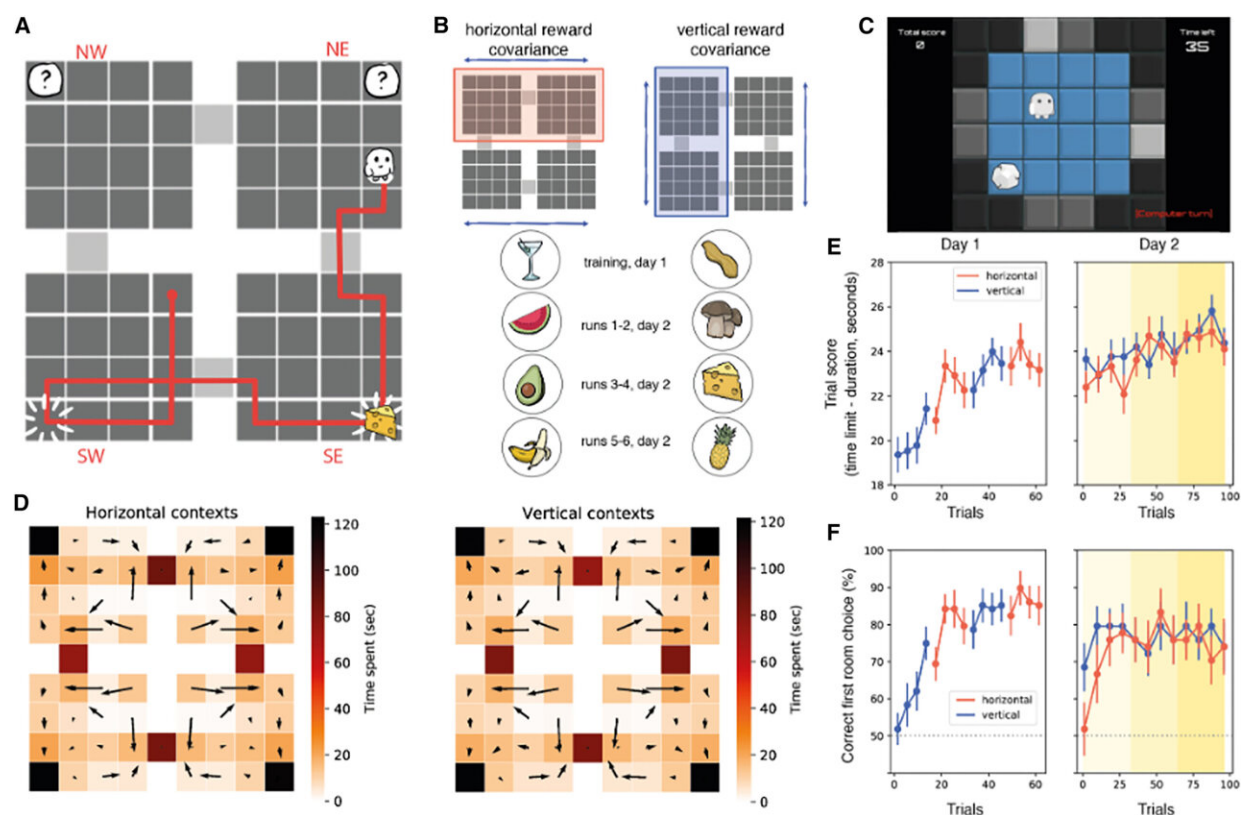 A
NW
NE
?
?
SW
SE
B
horizontal reward
covariance
vertical reward
covariance
training, day 1
runs 1-2, day 2
runs 3-4, day 2
runs 5-6, day 2
C
Total score
0
Time left
35
[Computer turn]
D
Horizontal contexts
120
100
80
60
40
20
0
Time spent (sec)
Vertical contexts
120
100
80
60
40
20
0
Time spent (sec)
E
Day 1
Day 2
Trial score
(time limit - duration, seconds)
28
26
24
22
20
18
horizontal
vertical
0
20
40
60
Trials
0
25
50
75
100
Trials
F
Correct first room choice (%)
100
90
80
70
60
50
horizontal
vertical
0
20
40
60
Trials
0
25
50
75
100
Trials